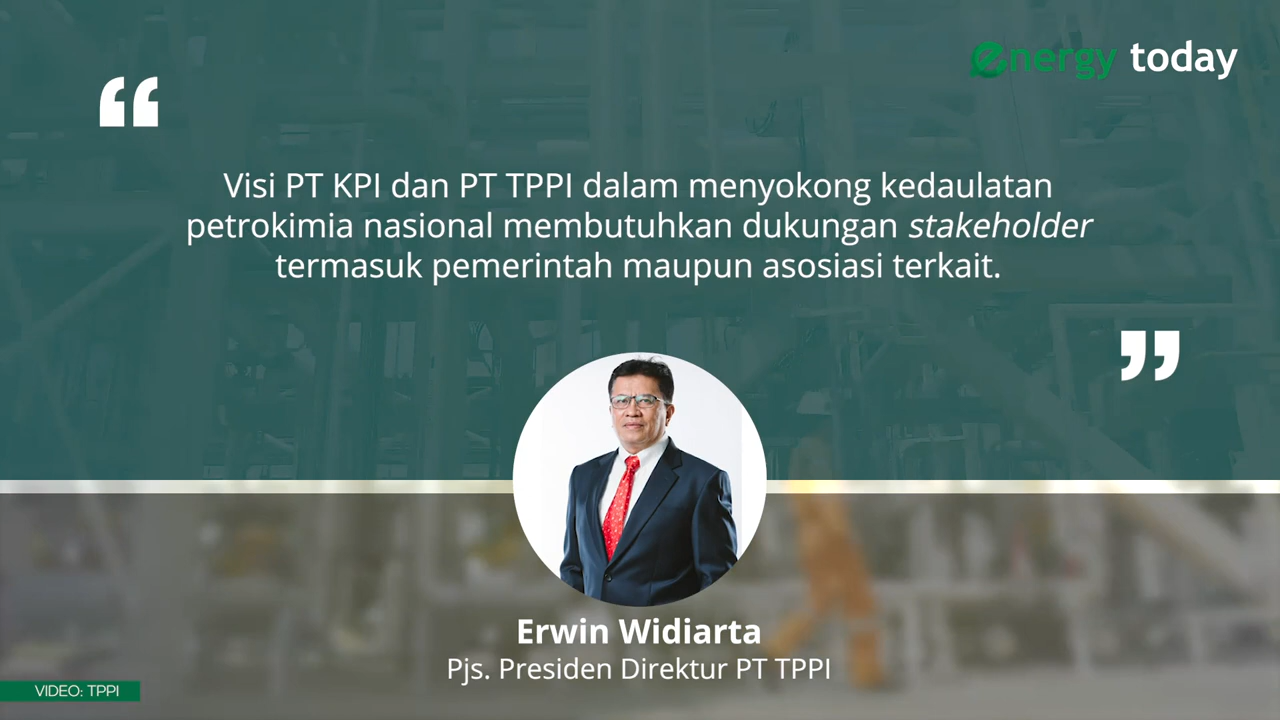 energy today
“
Visi PT KPI dan PT TPPI dalam menyokong kedaulatan
petrokimia nasional membutuhkan dukungan stakeholder
termasuk pemerintah maupun asosiasi terkait.
”
Erwin Widiarta
Pjs. Presiden Direktur PT TPPI
VIDEO: TPPI